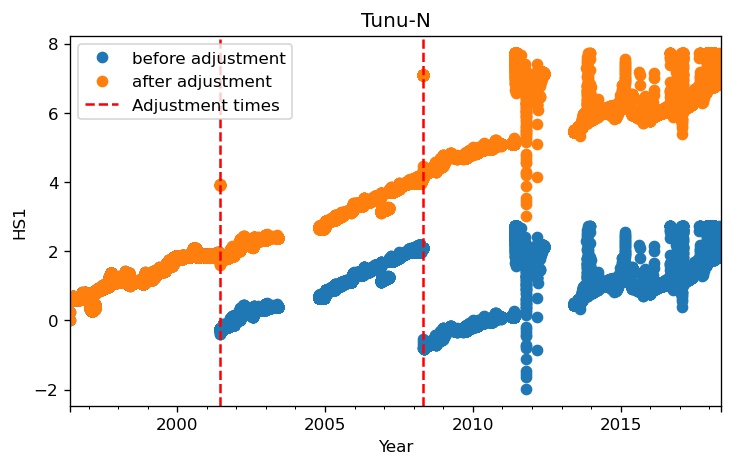 Tunu-N
before adjustment
after adjustment
Adjustment times
HS1
8
6
4
2
0
−2
2000 2005 2010 2015
Year